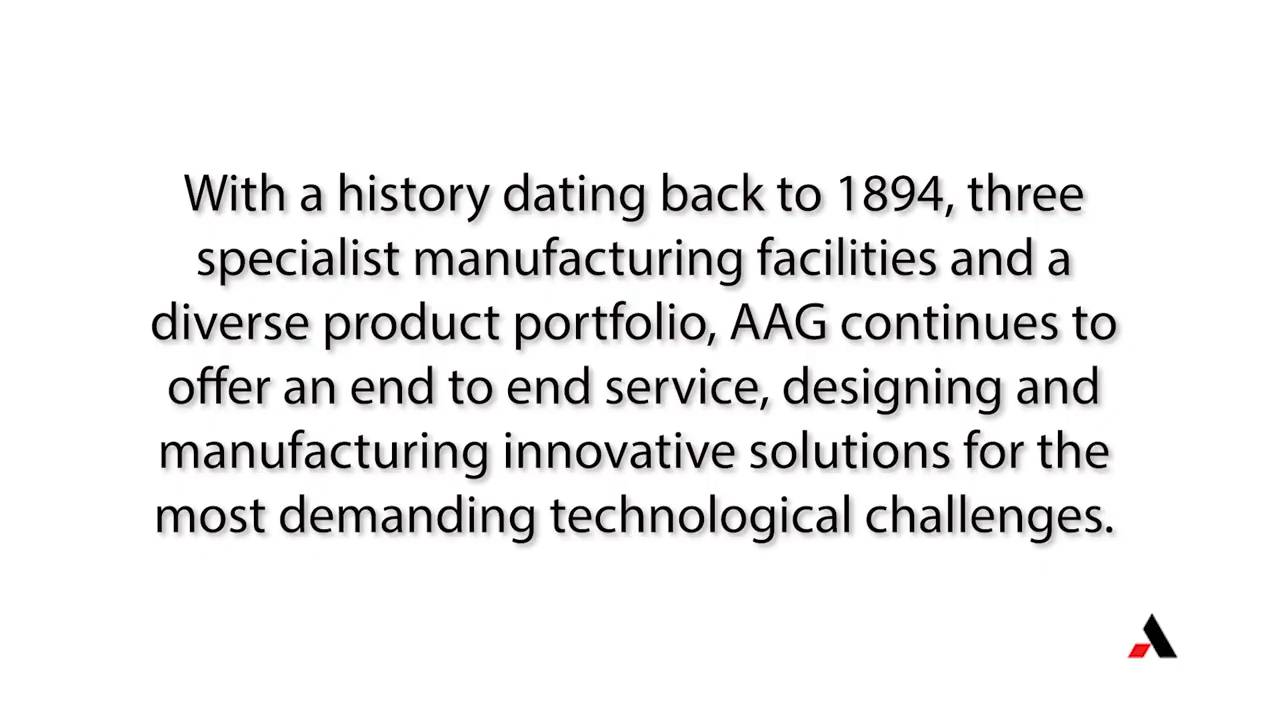 With a history dating back to 1894, three
specialist manufacturing facilities and a
diverse product portfolio, AAG continues to
offer an end to end service, designing and
manufacturing innovative solutions for the
most demanding technological challenges.